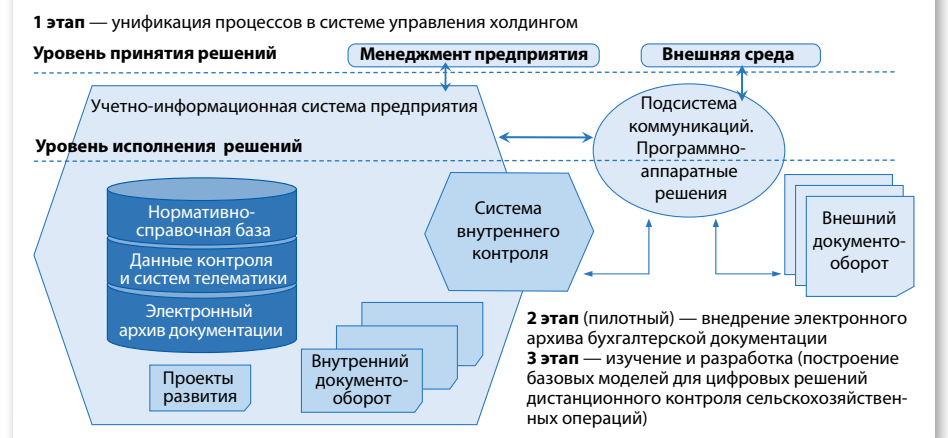 1 этап — унификация процессов в системе управления холдингом
Уровень принятия решений
Менеджмент предприятия
Внешняя среда
Учетно-информационная система предприятия
Подсистема
коммуникаций.
Программно-
аппаратные
решения
Уровень исполнения решений
Нормативно-
справочная база
Данные контроля
и систем телематики
Электронный
архив документации
Система
внутреннего
контроля
Внешний
документо-
оборот
Проекты
развития
Внутренний
документо-
оборот
2 этап (пилотный) — внедрение электронного
архива бухгалтерской документации
3 этап — изучение и разработка (построение
базовых моделей для цифровых решений
дистанционного контроля сельскохозяйствен-
ных операций)